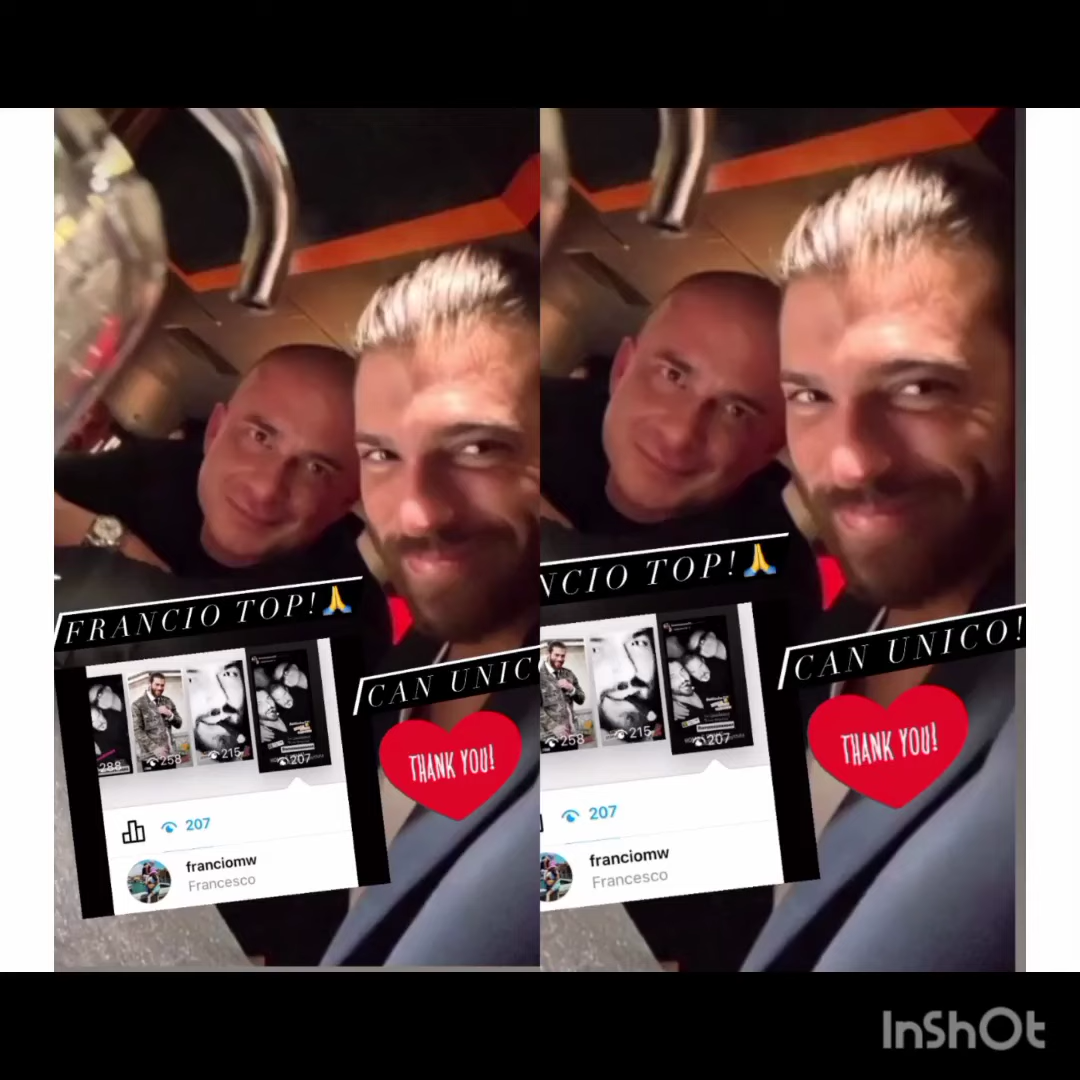 FRANCIO TOP!🙏
288
258
215
207
207
franciomw
Francesco
CAN UNIC
THANK YOU!
NCIO TOP!🙏
258
215
207
207
franciomw
Francesco
CAN UNICO!
THANK YOU!
InShOt